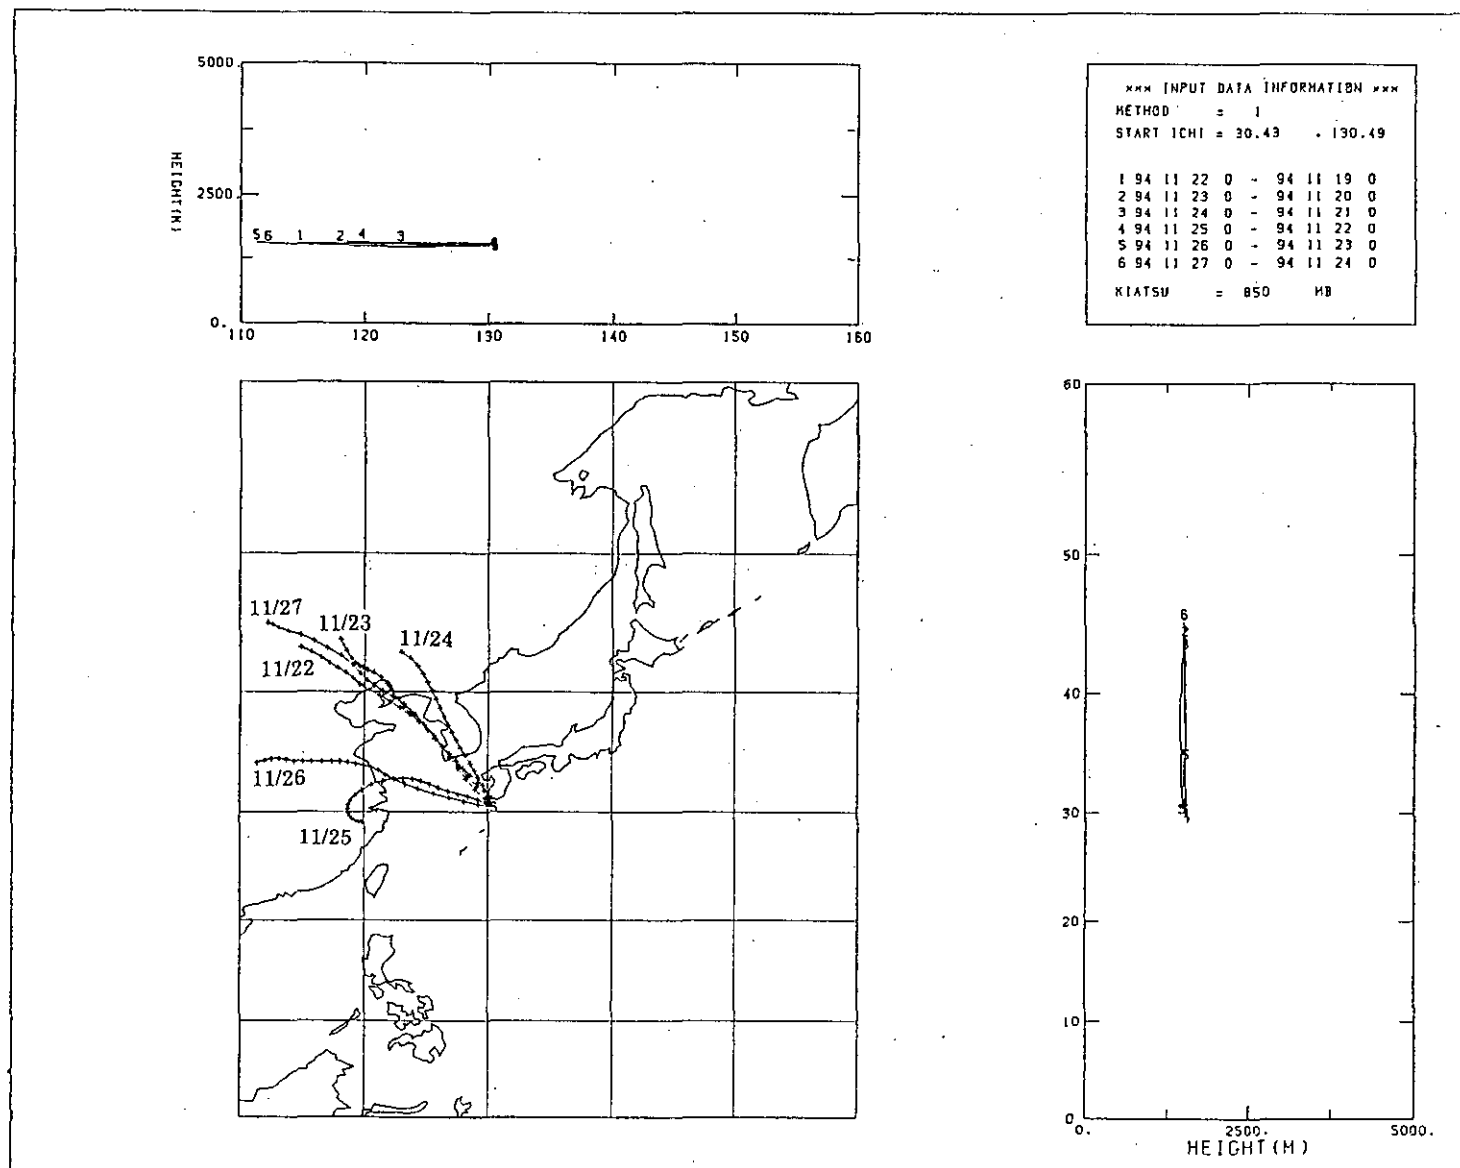 5000.
HEIGHT(M)
2500.
56 1 2 4 3
0.
110 120 130 140 150 160
*** INPUT DATA INFORMATION ***
METHOD = 1
START ICHI = 30.43 . 130.49
1 94 11 22 0 - 94 11 19 0
2 94 11 23 0 - 94 11 20 0
3 94 11 24 0 - 94 11 21 0
4 94 11 25 0 - 94 11 22 0
5 94 11 26 0 - 94 11 23 0
6 94 11 27 0 - 94 11 24 0
KIATSU = 850 MB
11/27
11/23
11/24
11/22
11/26
11/25
60
50
6
40
30
20
10
0
0. 2500. 5000.
HEIGHT(M)